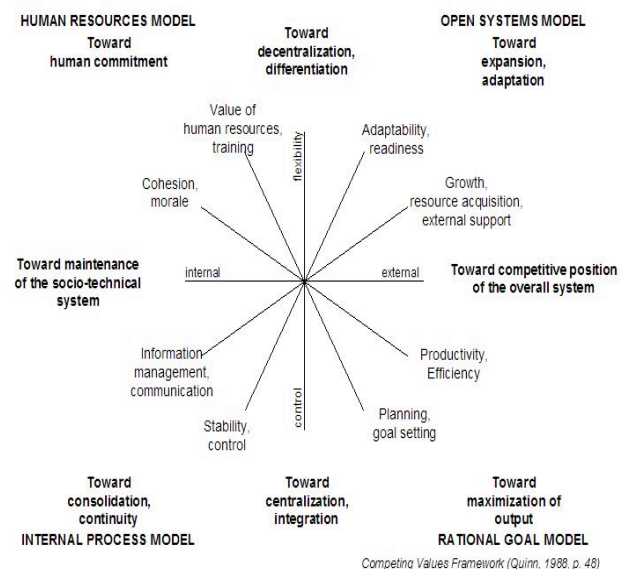 HUMAN RESOURCES MODEL
Toward
human commitment
Toward
decentralization,
differentiation
OPEN SYSTEMS MODEL
Toward
expansion,
adaptation
Value of
human resources,
training
flexibility
Adaptability,
readiness
Cohesion,
morale
Growth,
resource acquisition,
external support
Toward maintenance
of the socio-technical
system
internal
external
Toward competitive position
of the overall system
Information
management,
communication
Productivity,
Efficiency
Stability,
control
control
Planning,
goal setting
Toward
consolidation,
continuity
INTERNAL PROCESS MODEL
Toward
centralization,
integration
Toward
maximization of
output
RATIONAL GOAL MODEL
Competing Values Framework (Quinn, 1988, p. 48)